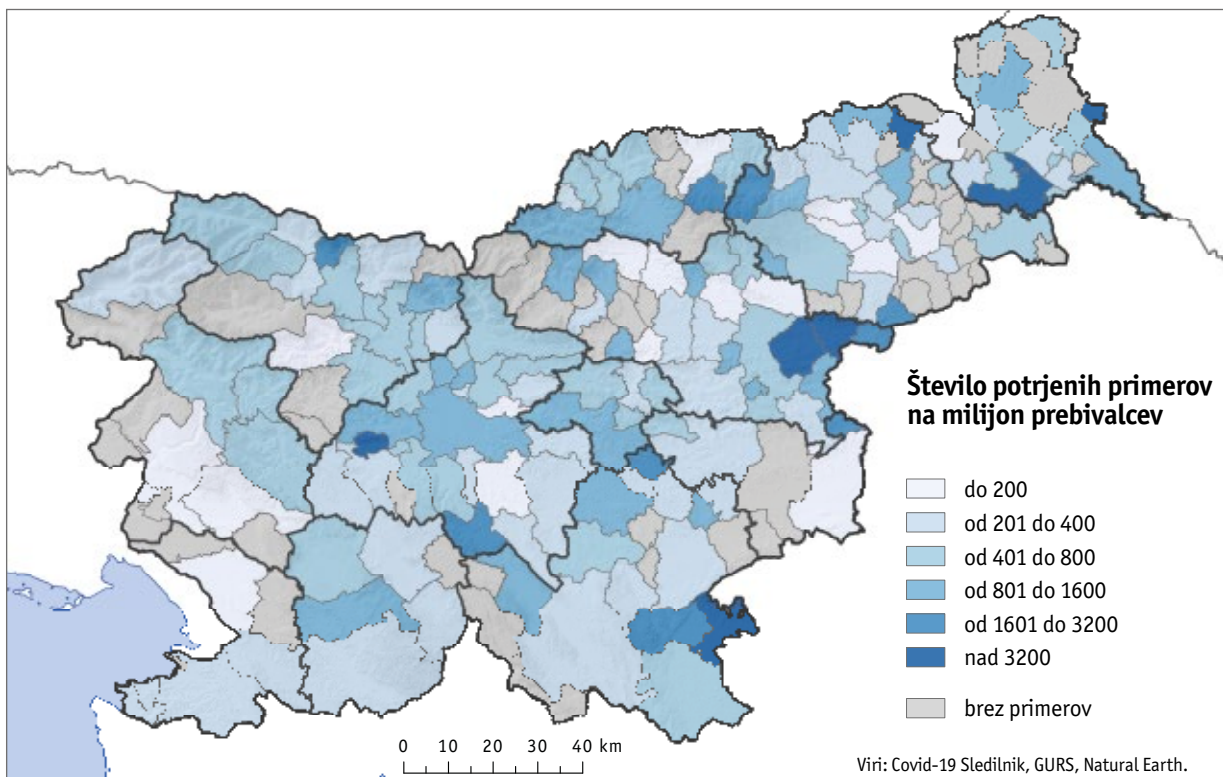 Število potrjenih primerov
na milijon prebivalcev
do 200
od 201 do 400
od 401 do 800
od 801 do 1600
od 1601 do 3200
nad 3200
brez primerov
0 10 20 30 40 km
Viri: Covid-19 Sledilnik, GURS, Natural Earth.